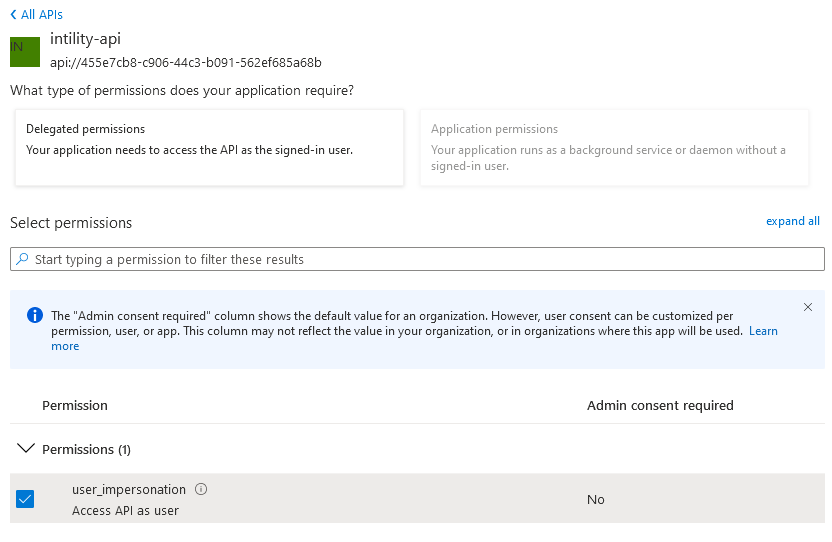 All APIs
IN
intility-api
api://455e7cb8-c906-44c3-b091-562ef685a68b
What type of permissions does your application require?
Delegated permissions
Your application needs to access the API as the signed-in user.
Application permissions
Your application runs as a background service or daemon without a
signed-in user.
Select permissions
expand all
Start typing a permission to filter these results
The "Admin consent required" column shows the default value for an organization. However, user consent can be customized per
permission, user, or app. This column may not reflect the value in your organization, or in organizations where this app will be used. Learn
more
Permission
Admin consent required
Permissions (1)
user_impersonation
Access API as user
No